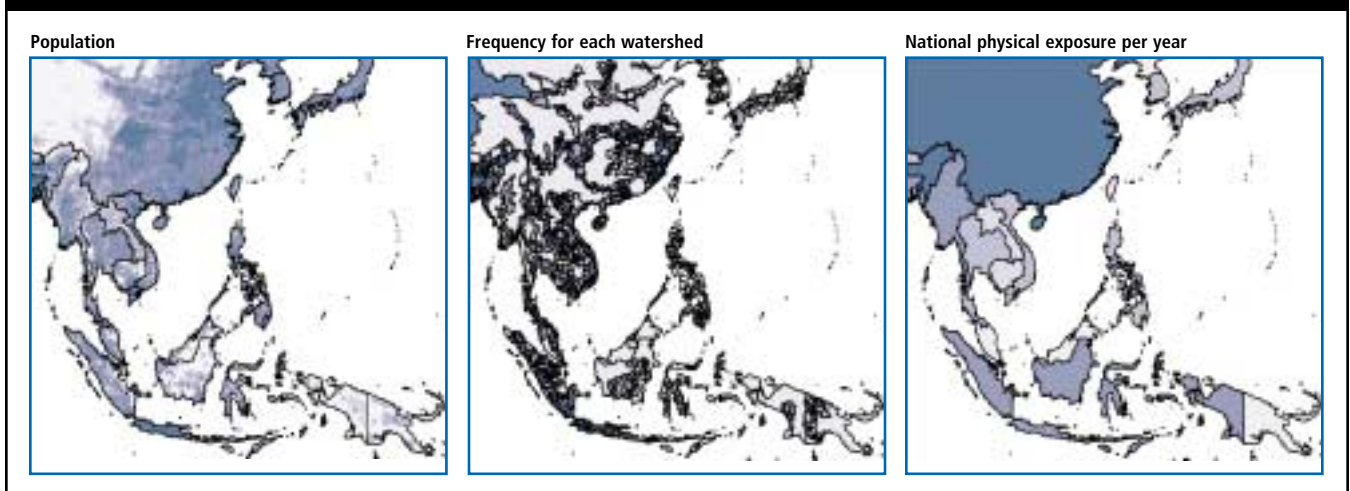 Population
Frequency for each watershed
National physical exposure per year